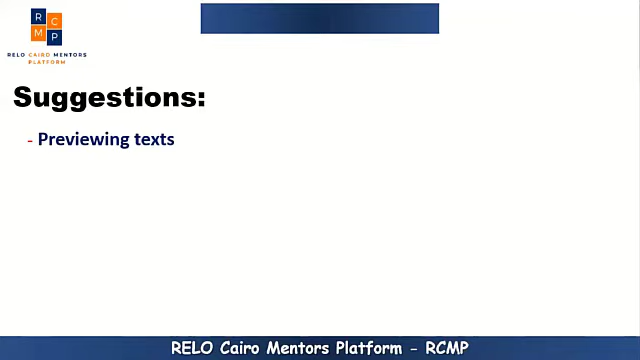 R C
M P
RELO CAIRO MENTORS
PLATFORM
Suggestions:
- Previewing texts
RELO Cairo Mentors Platform - RCMP